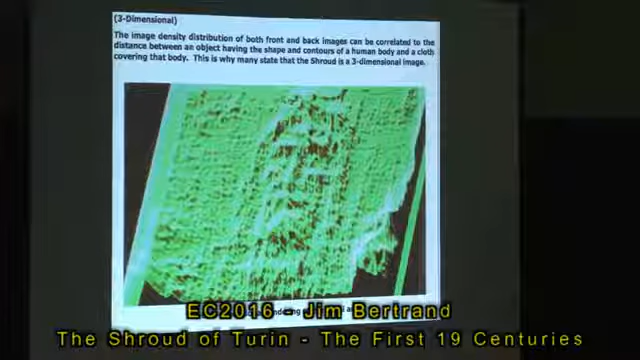 (3-Dimensional)
The image density distribution of both front and back images can be correlated to the
distance between an object having the shape and contours of a human body and a cloth
covering that body. This is why many state that the Shroud is a 3-dimensional image.
EC2016 - Jim Bertrand
The Shroud of Turin - The First 19 Centuries